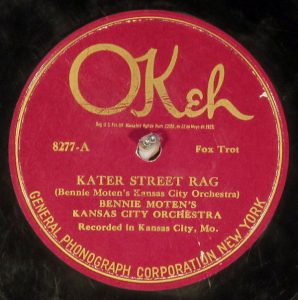 OKeh
8277-A
Fox Trot
KATER STREET RAG
(Bennie Moten's Kansas City Orchestra)
BENNIE MOTEN'S
KANSAS CITY ORCHESTRA
Recorded in Kansas City, Mo.
GENERAL PHONOGRAPH CORPORATION NEW YORK